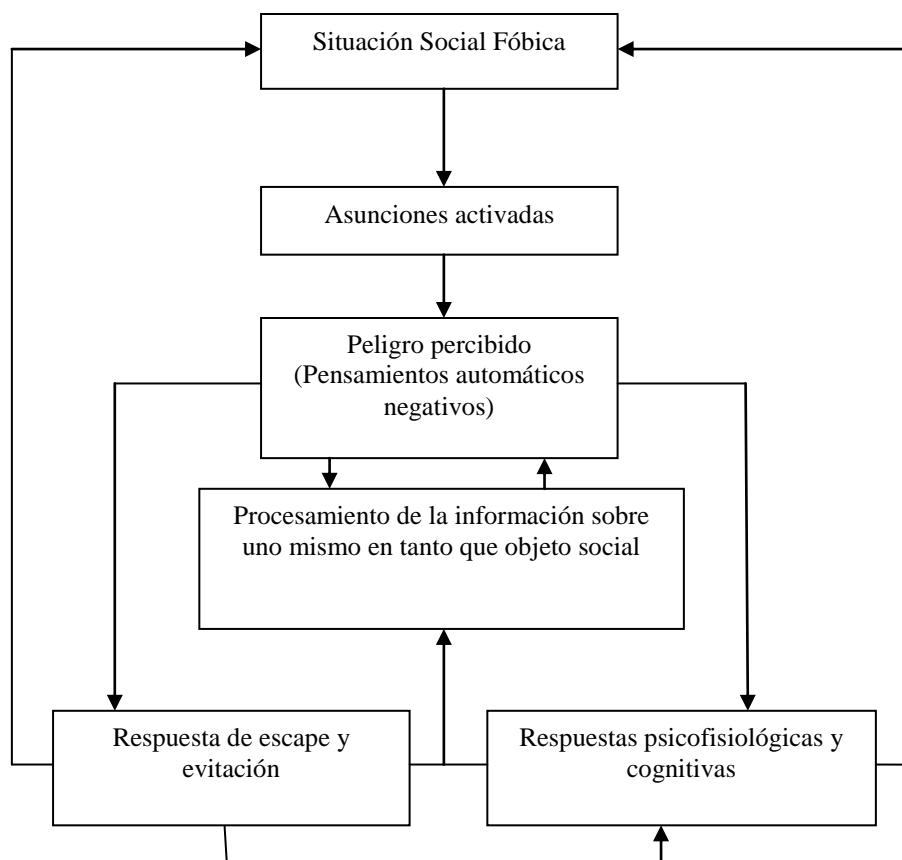 Situación Social Fóbica
Asunciones activadas
Peligro percibido
(Pensamientos automáticos
negativos)
Procesamiento de la información sobre
uno mismo en tanto que objeto social
Respuesta de escape y
evitación
Respuestas psicofisiológicas y
cognitivas